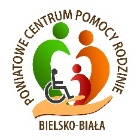 POWIATOWE CENTRUM POMOCY RODZINIE
BIELSKO-BIAŁA